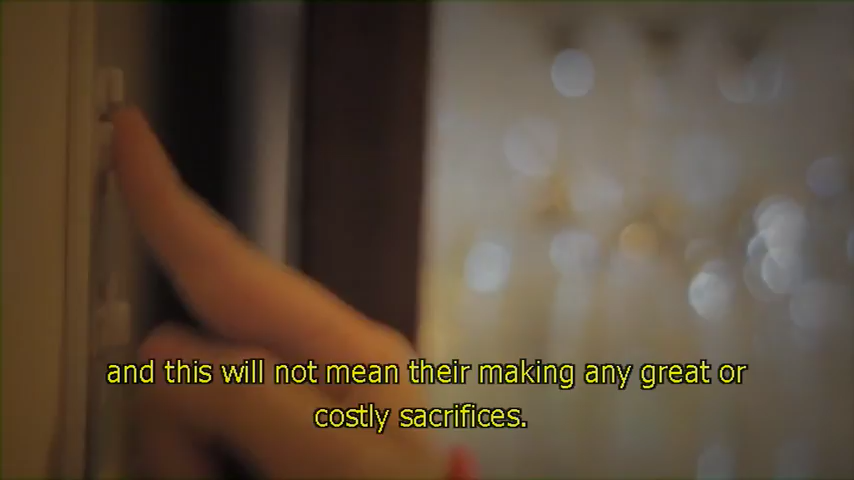 and this will not mean their making any great or
costly sacrifices.